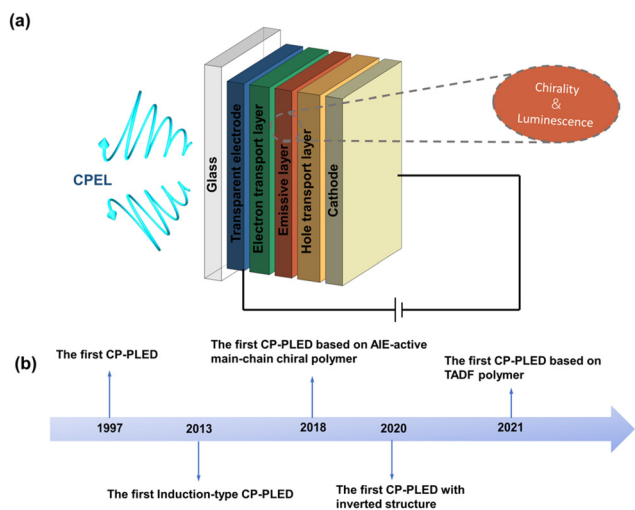 (a)
Chirality
&
Luminescence
CPEL
Glass
Transparent electrode
Electron transport layer
Emissive layer
Hole transport layer
Cathode
(b)
The first CP-PLED
The first CP-PLED based on AIE-active
main-chain chiral polymer
The first CP-PLED based on
TADF polymer
1997
2013
2018
2020
2021
The first Induction-type CP-PLED
The first CP-PLED with
inverted structure